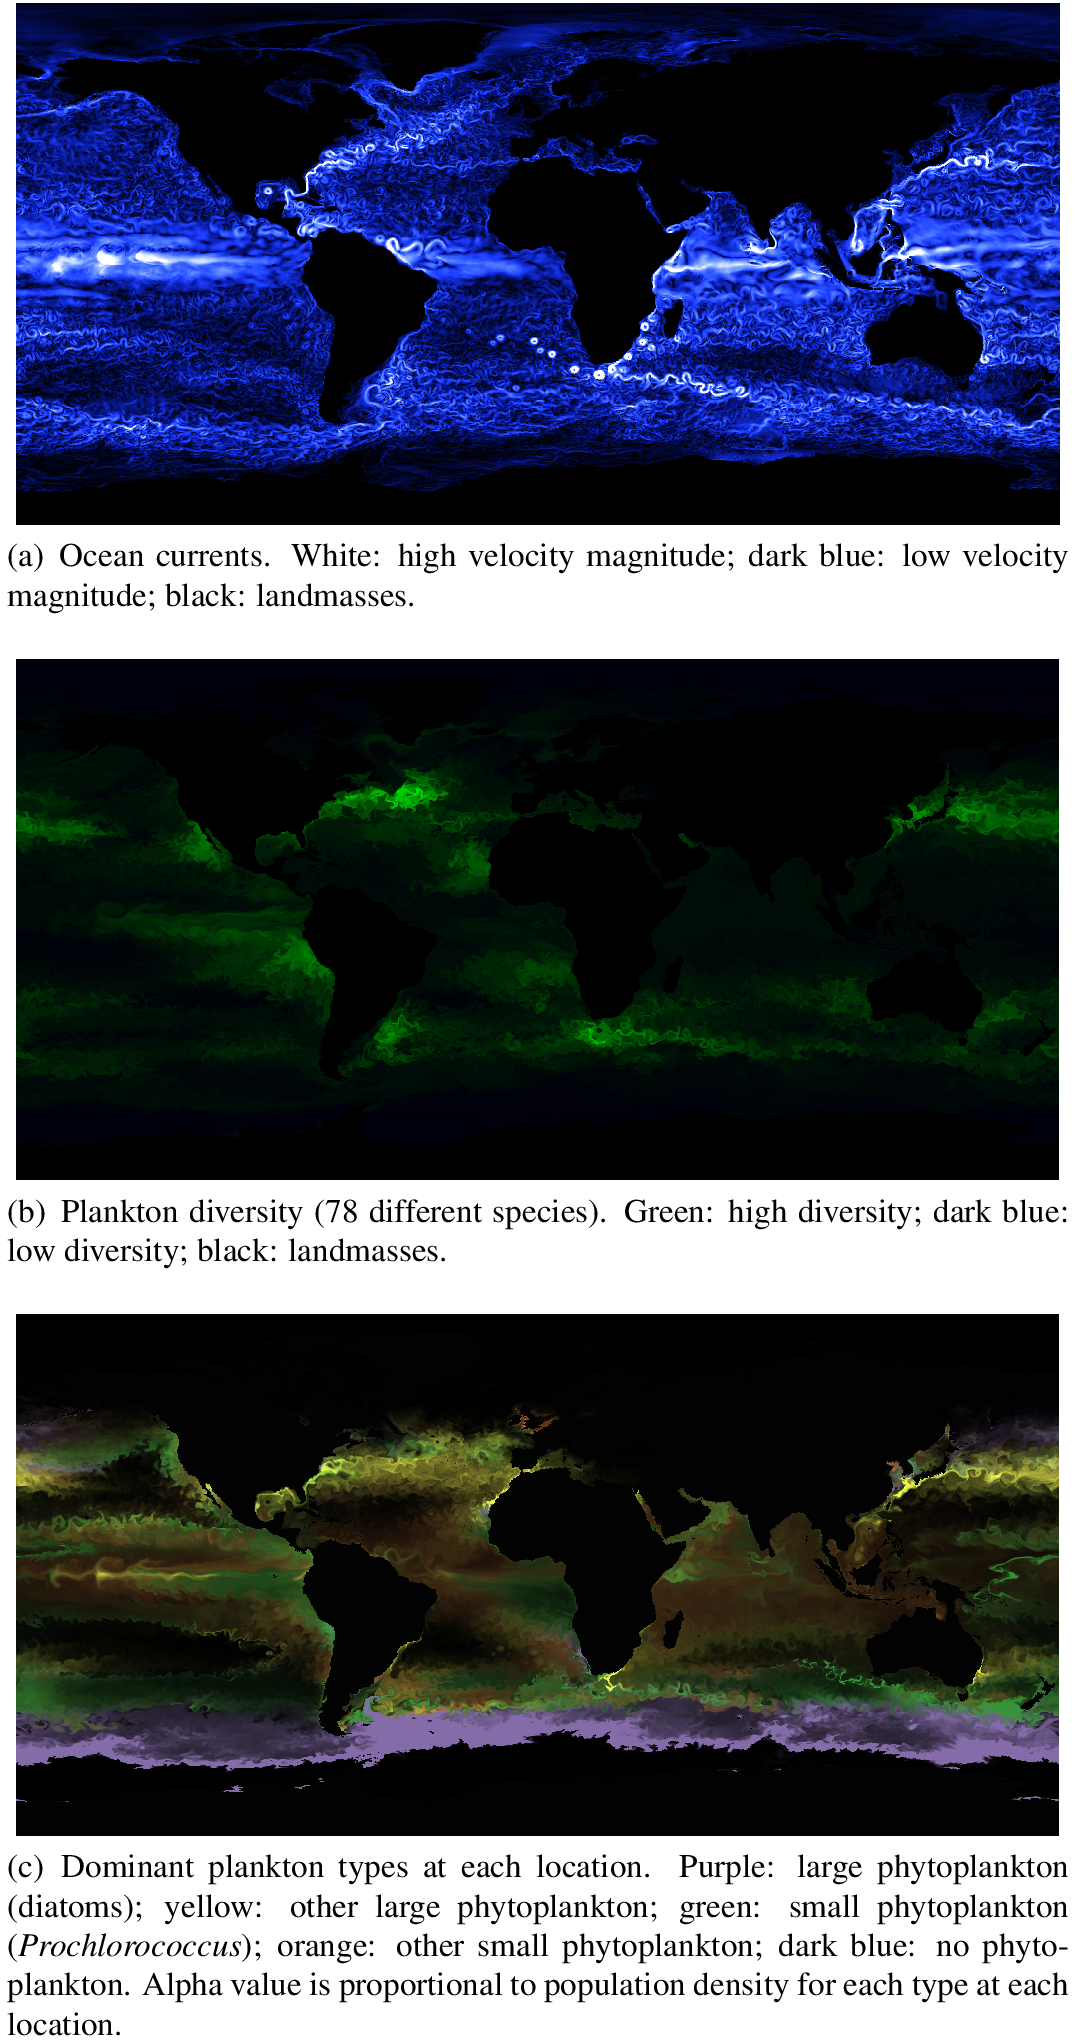 (a) Ocean currents. White: high velocity magnitude; dark blue: low velocity
magnitude; black: landmasses.
(b) Plankton diversity (78 different species). Green: high diversity; dark blue:
low diversity; black: landmasses.
(c) Dominant plankton types at each location. Purple: large phytoplankton
(diatoms); yellow: other large phytoplankton; green: small phytoplankton
(Prochlorococcus); orange: other small phytoplankton; dark blue: no phyto-
plankton. Alpha value is proportional to population density for each type at each
location.